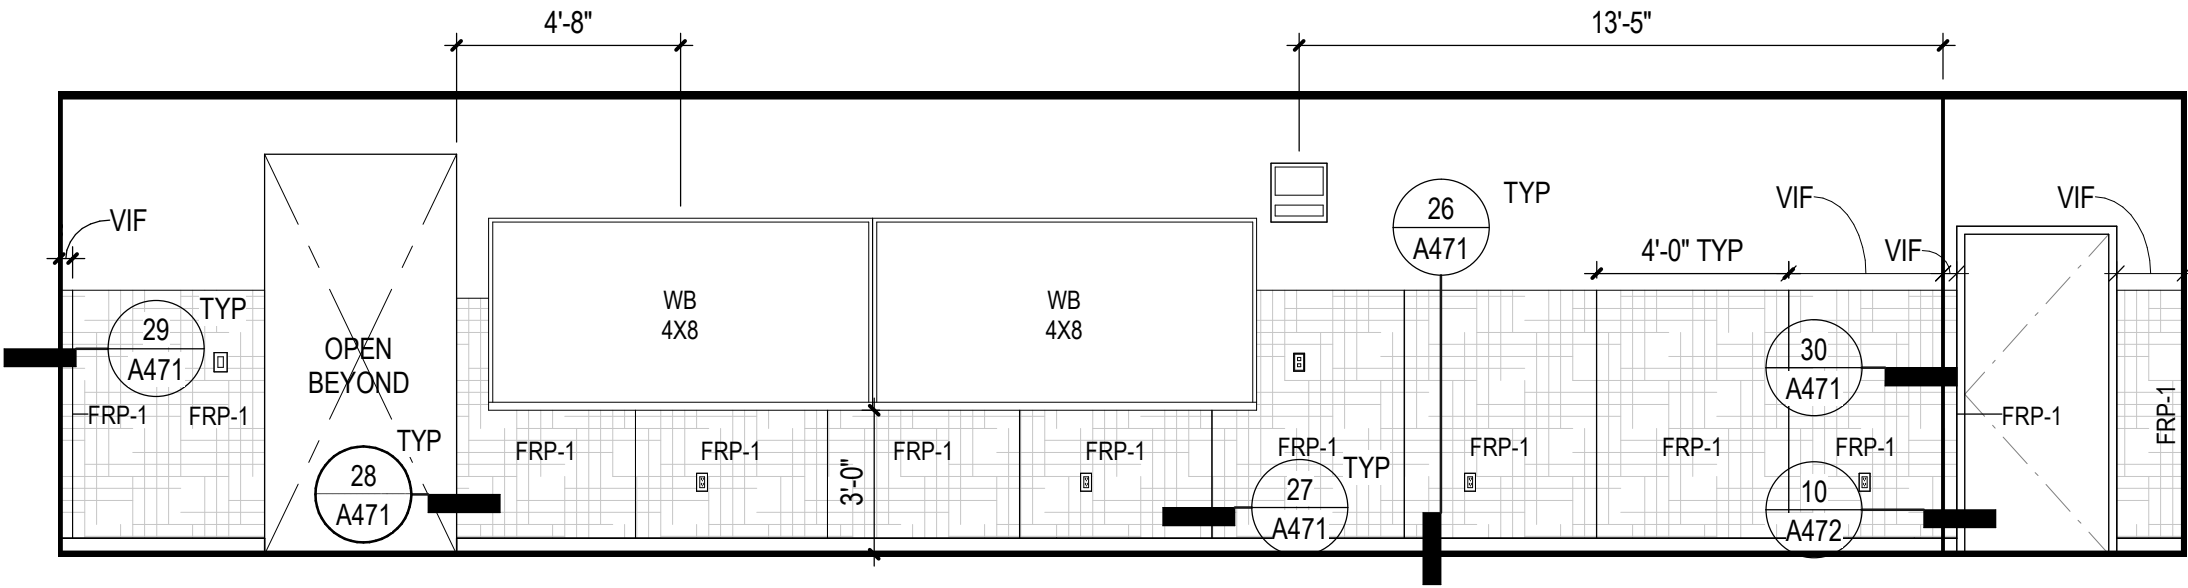 4'-8"
13'-5"
VIF
TYP
29
A471
FRP-1
FRP-1
OPEN
BEYOND
TYP
28
A471
WB
4X8
WB
4X8
FRP-1
FRP-1
FRP-1
FRP-1
3'-0"
26
A471
TYP
FRP-1
TYP
27
A471
FRP-1
FRP-1
4'-0" TYP
VIF
VIF
30
A471
FRP-1
10
A472
VIF
FRP-1
FRP-1